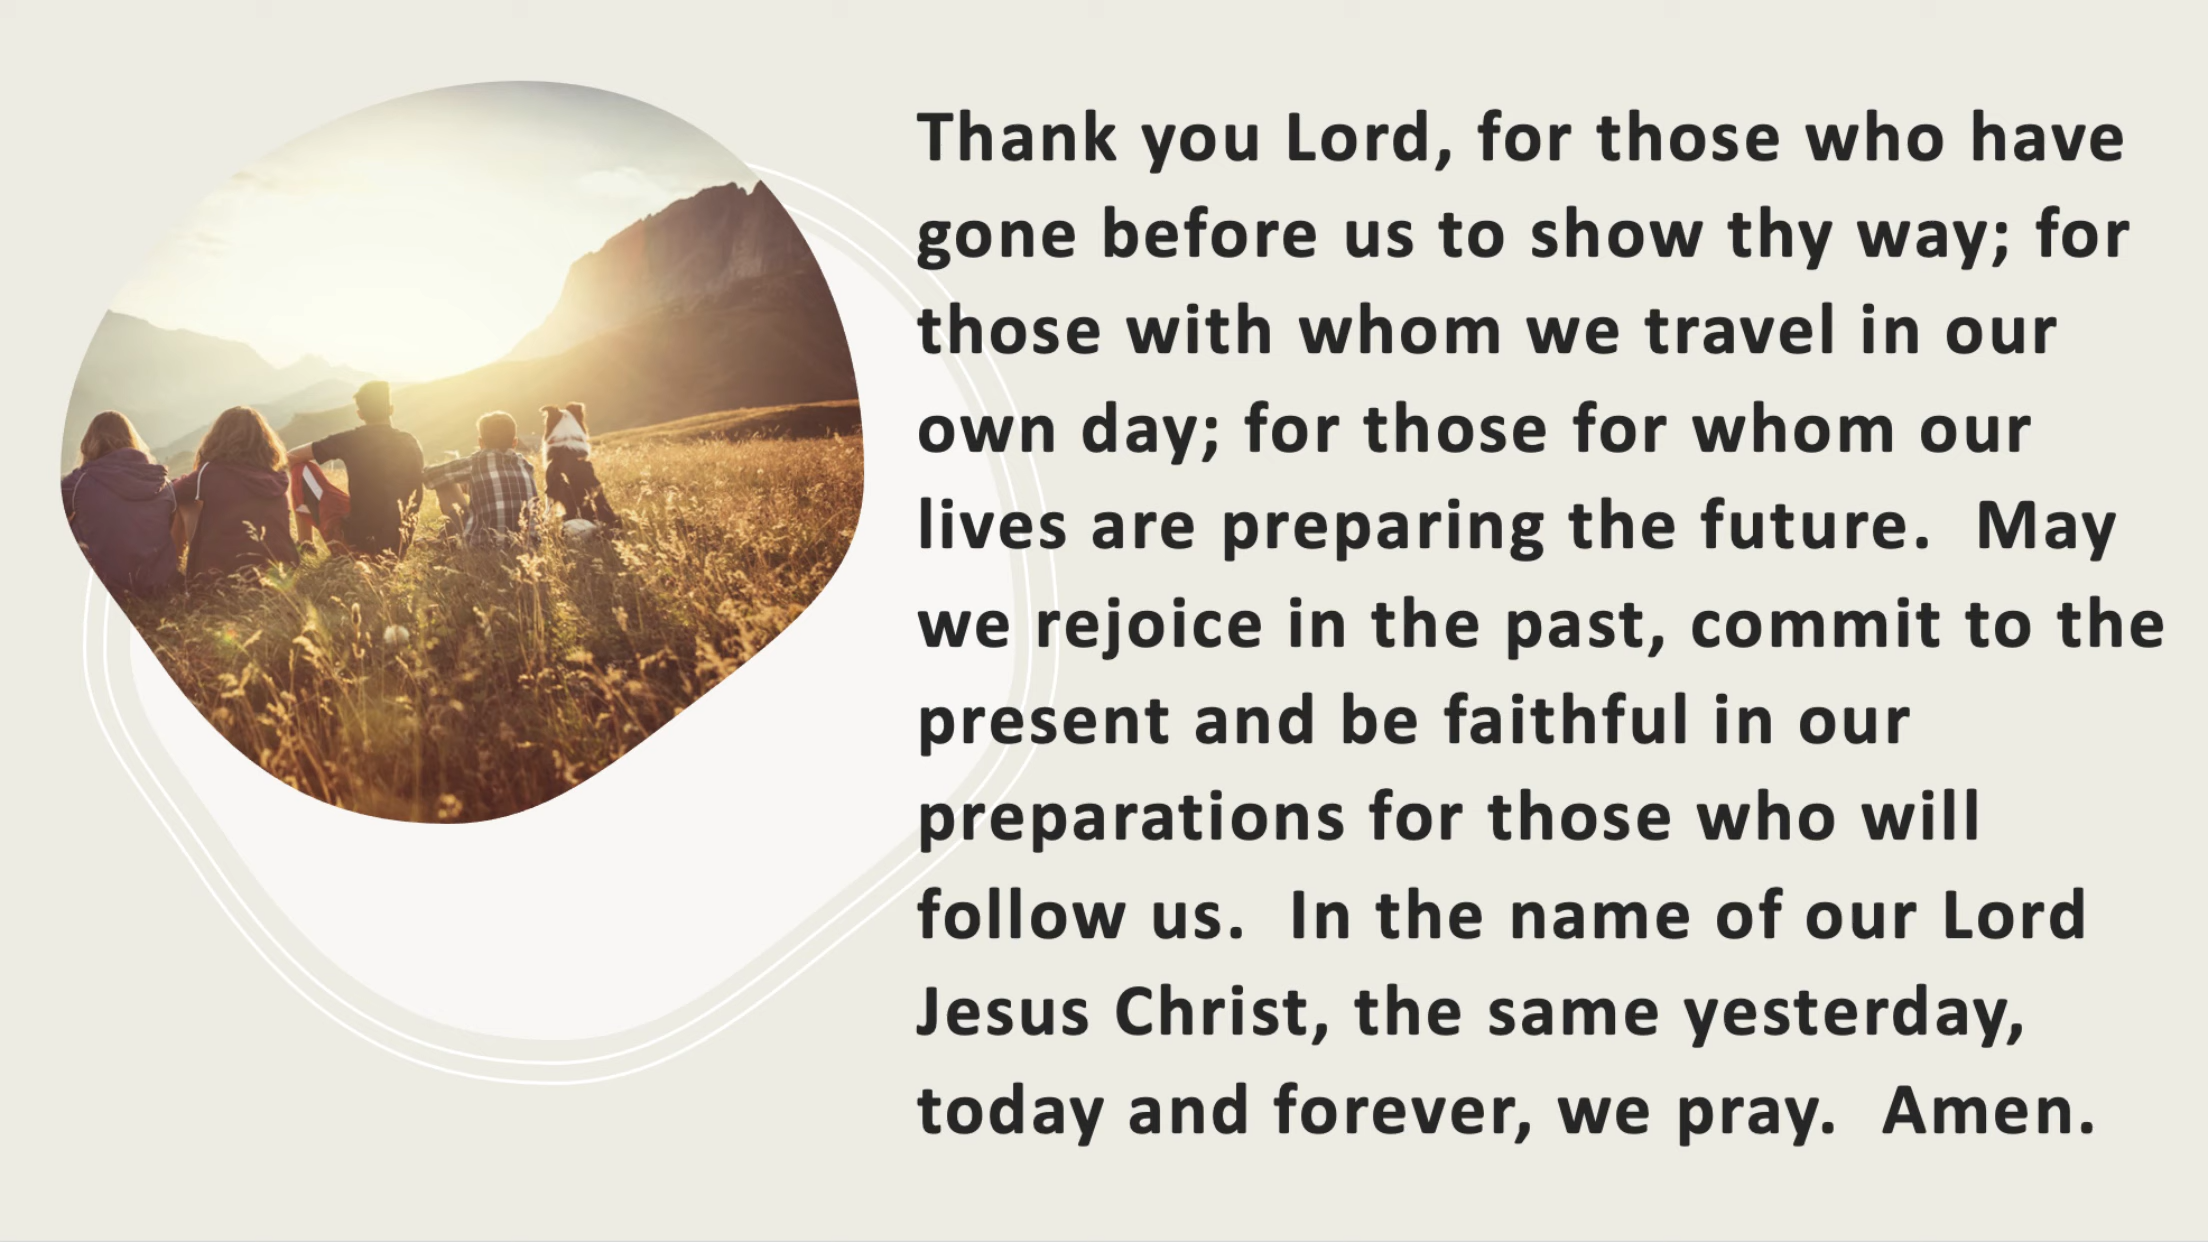 Thank you Lord, for those who have
gone before us to show thy way; for
those with whom we travel in our
own day; for those for whom our
lives are preparing the future.  May
we rejoice in the past, commit to the
present and be faithful in our
preparations for those who will
follow us.  In the name of our Lord
Jesus Christ, the same yesterday,
today and forever, we pray.  Amen.